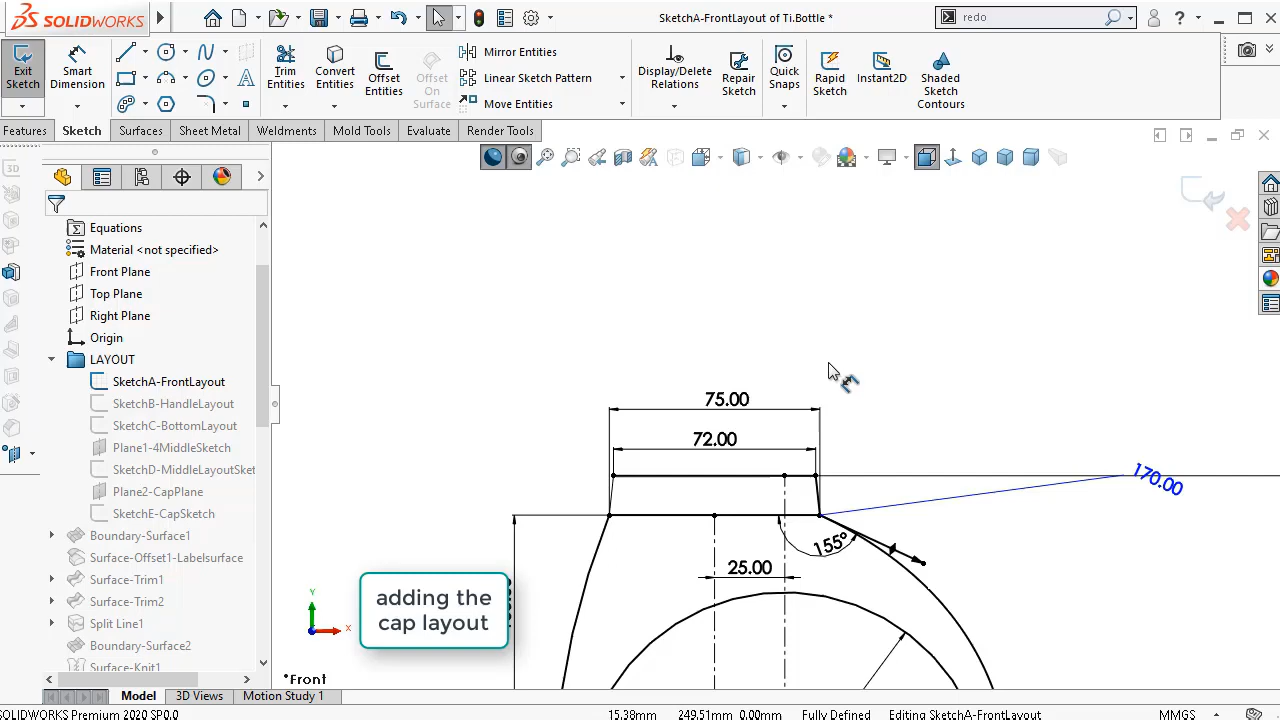 SOLIDWORKS
SketchA-FrontLayout of Ti.Bottle *
redo
?
Exit Sketch
Smart Dimension
Trim Entities
Convert Entities
Offset Entities
Offset On Surface
Mirror Entities
Linear Sketch Pattern
Move Entities
Display/Delete Relations
Repair Sketch
Quick Snaps
Rapid Sketch
Instant2D
Shaded Sketch Contours
Features
Sketch
Surfaces
Sheet Metal
Weldments
Mold Tools
Evaluate
Render Tools
Equations
Material <not specified>
Front Plane
Top Plane
Right Plane
Origin
LAYOUT
SketchA-FrontLayout
SketchB-HandleLayout
SketchC-BottomLayout
Plane1-4MiddleSketch
SketchD-MiddleLayoutSket
Plane2-CapPlane
SketchE-CapSketch
Boundary-Surface1
Surface-Offset1-Labelsurface
Surface-Trim1
Surface-Trim2
Split Line1
Boundary-Surface2
Surface-Knit1
75.00
72.00
170.00
155°
25.00
adding the
cap layout
Y
X
*Front
Model
3D Views
Motion Study 1
SOLIDWORKS Premium 2020 SP0.0
15.38mm
249.51mm
0.00mm
Fully Defined
Editing SketchA-FrontLayout
MMGS